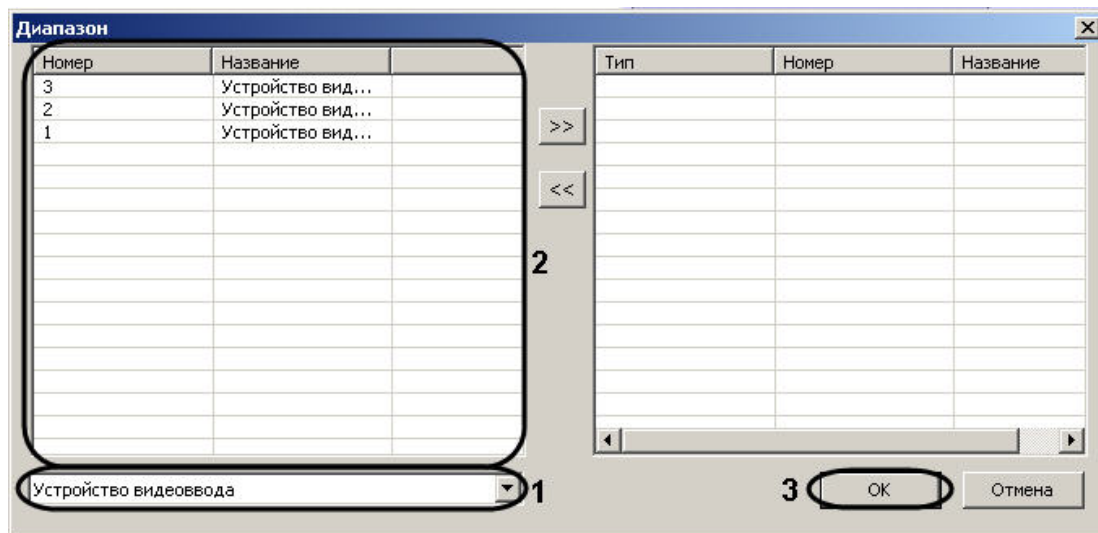 Диапазон
Номер Название Тип Номер Название
3 Устройство вид...
2 Устройство вид...
1 Устройство вид...
>>
<<
2
Устройство видеоввода 1 3 ОК Отмена